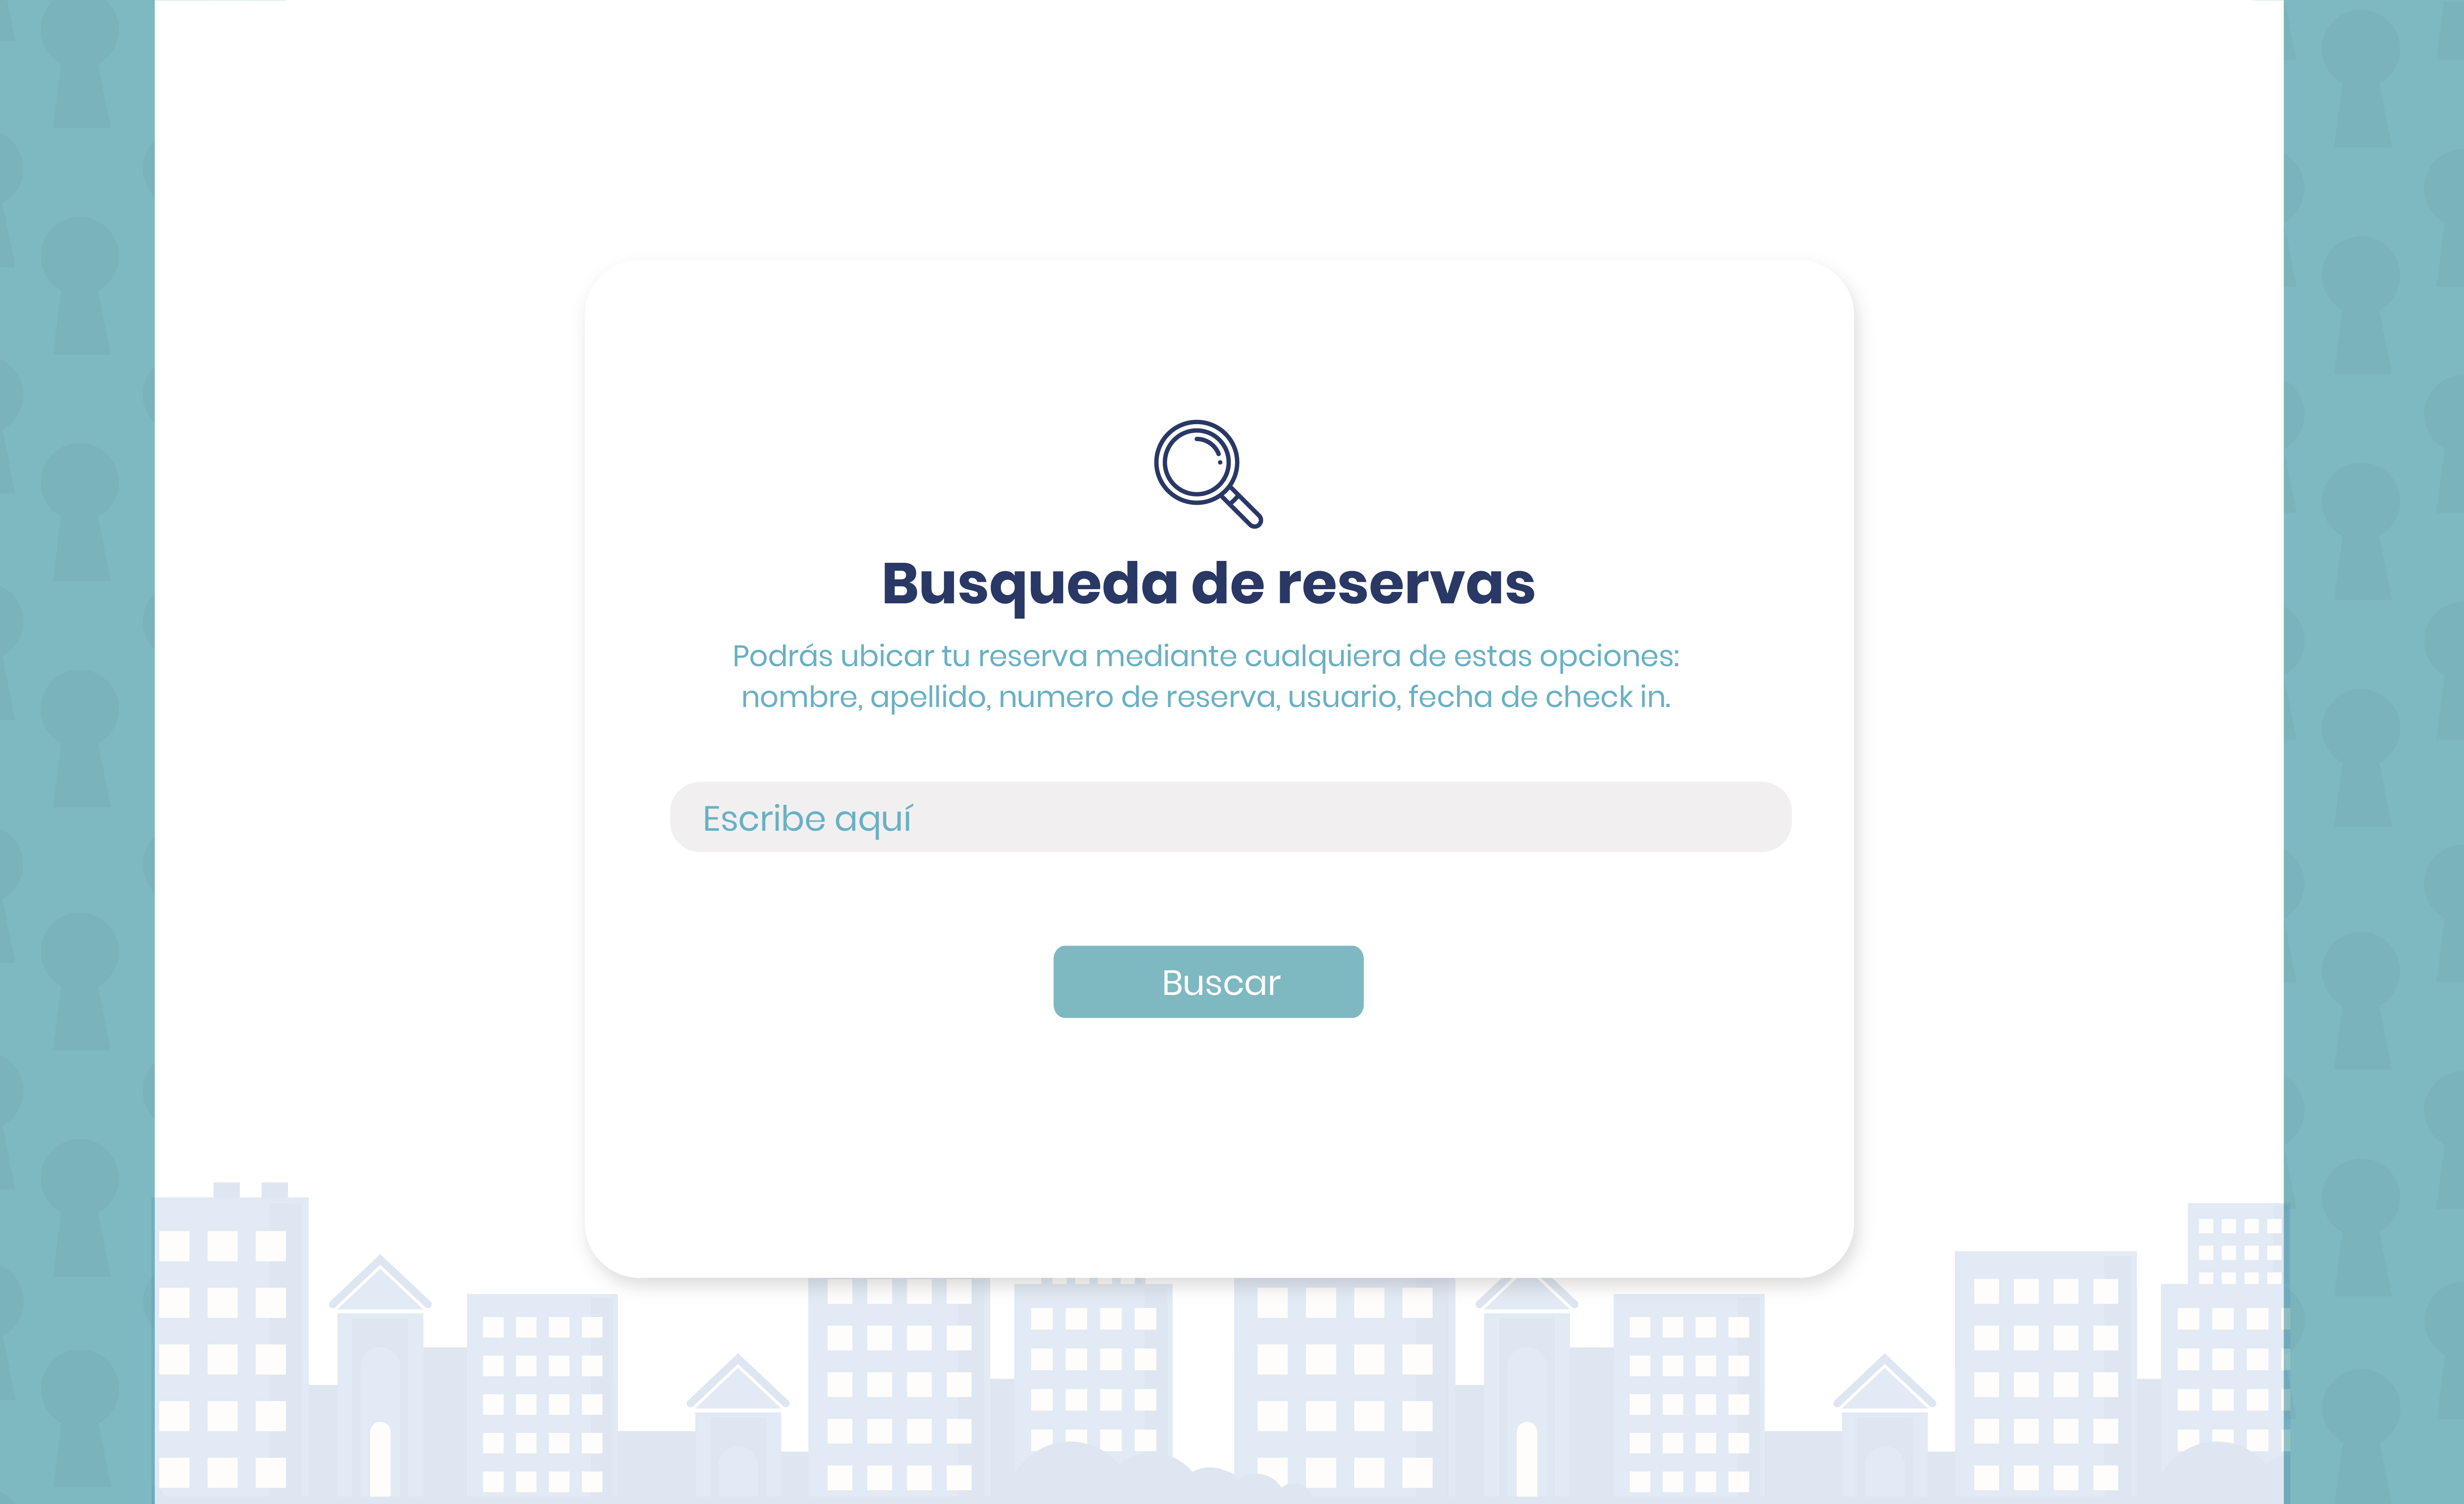 Busqueda de reservas
Podrás ubicar tu reserva mediante cualquiera de estas opciones:
nombre, apellido, numero de reserva, usuario, fecha de check in.
Escribe aquí
Buscar